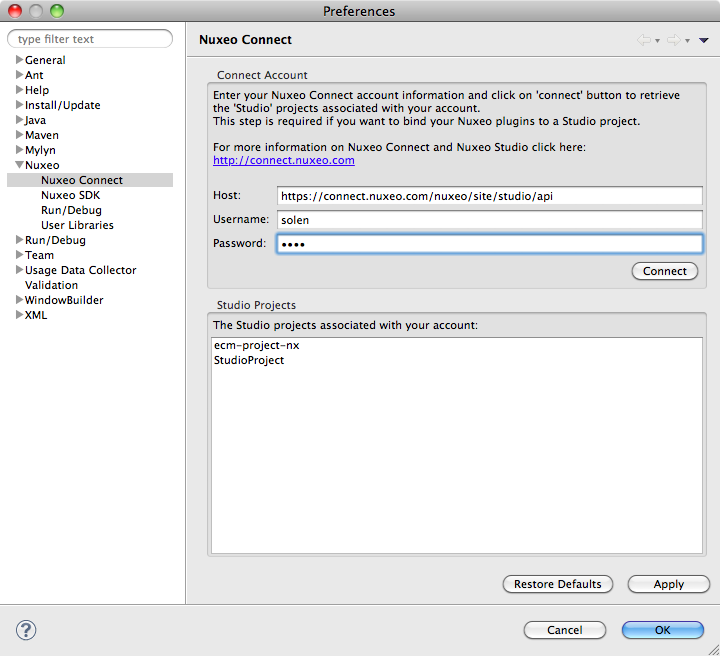 Preferences
type filter text
General
Ant
Help
Install/Update
Java
Maven
Mylyn
Nuxeo
Nuxeo Connect
Nuxeo SDK
Run/Debug
User Libraries
Run/Debug
Team
Usage Data Collector
Validation
WindowBuilder
XML
Nuxeo Connect
Connect Account
Enter your Nuxeo Connect account information and click on 'connect' button to retrieve
the 'Studio' projects associated with your account.
This step is required if you want to bind your Nuxeo plugins to a Studio project.
For more information on Nuxeo Connect and Nuxeo Studio click here:
http://connect.nuxeo.com
Host: https://connect.nuxeo.com/nuxeo/site/studio/api
Username: solen
Password: ••••
Connect
Studio Projects
The Studio projects associated with your account:
ecm-project-nx
StudioProject
Restore Defaults Apply
? Cancel OK